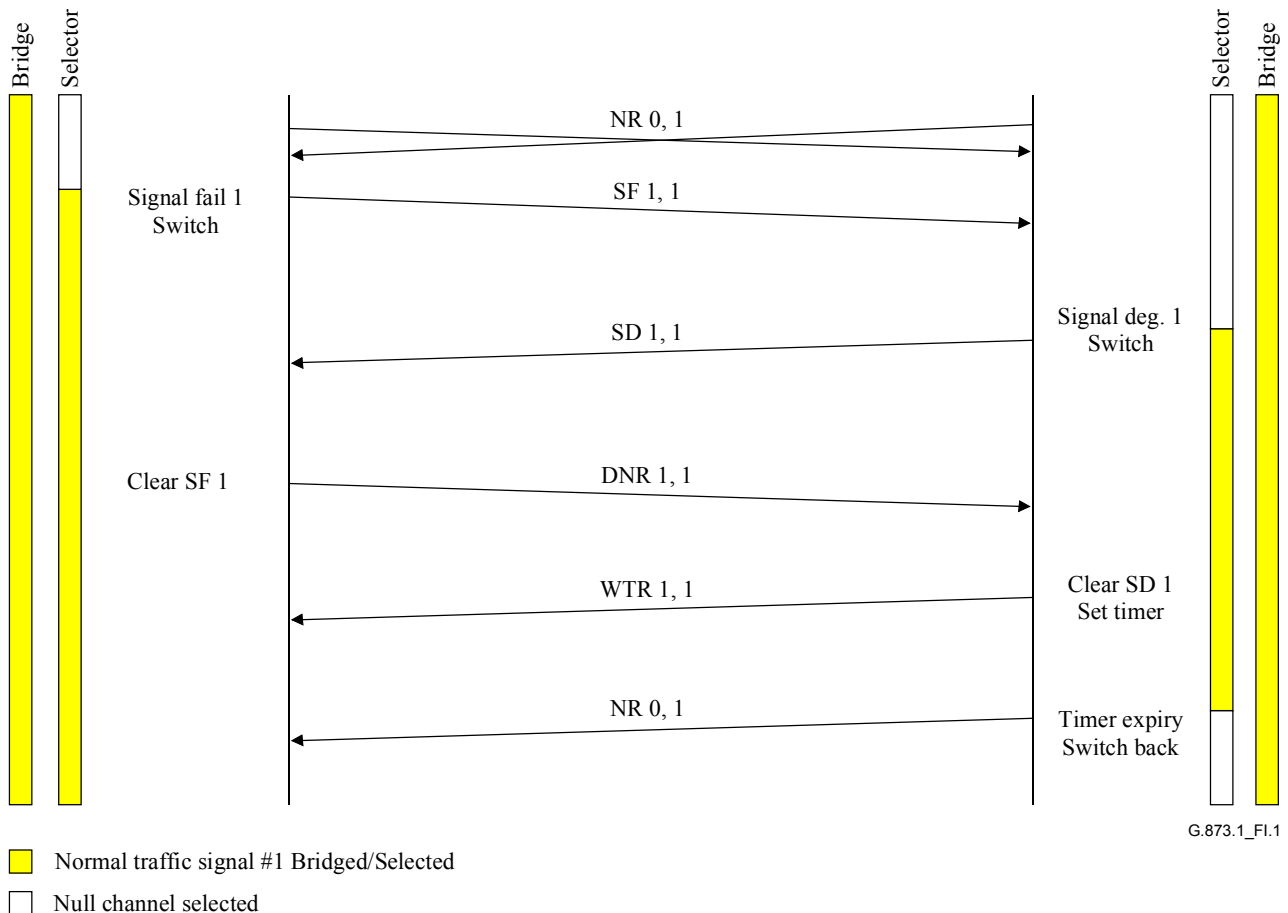 Bridge
Selector
Selector
Bridge
NR 0, 1
Signal fail 1
Switch
SF 1, 1
SD 1, 1
Signal deg. 1
Switch
Clear SF 1
DNR 1, 1
WTR 1, 1
Clear SD 1
Set timer
NR 0, 1
Timer expiry
Switch back
G.873.1_FI.1
Normal traffic signal #1 Bridged/Selected
Null channel selected